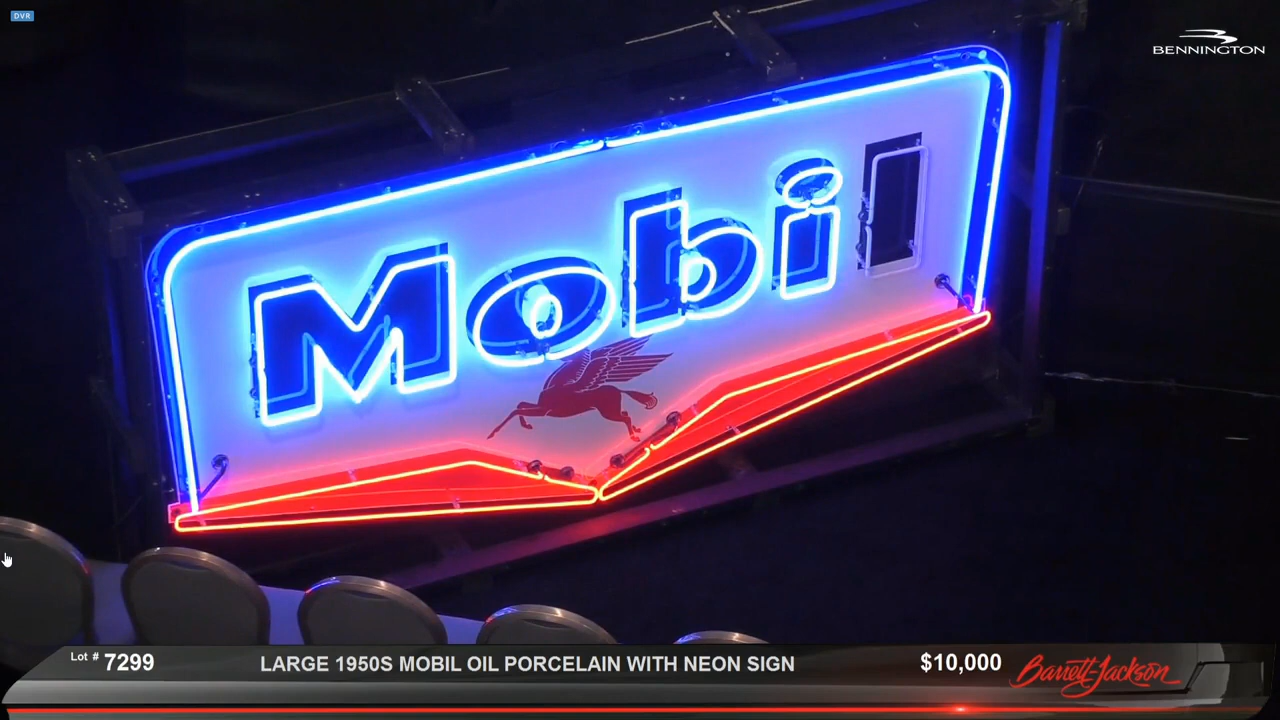 DVR
BENNINGTON
Mobil
Lot # 7299
LARGE 1950S MOBIL OIL PORCELAIN WITH NEON SIGN
$10,000
Barrett-Jackson